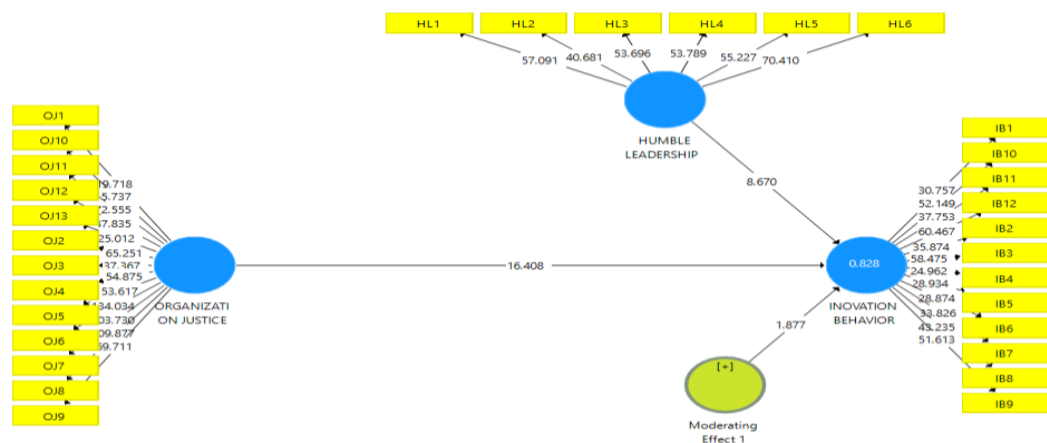 HL1
HL2
HL3
HL4
HL5
HL6
57.091
40.681
53.696
53.789
55.227
70.410
HUMBLE
LEADERSHIP
8.670
OJ1
OJ10
OJ11
OJ12
OJ13
OJ2
OJ3
OJ4
OJ5
OJ6
OJ7
OJ8
OJ9
25.012
65.251
37.367
54.875
53.617
ORGANIZATI
ON JUSTICE
16.408
IB1
IB10
IB11
IB12
IB2
IB3
IB4
IB5
IB6
IB7
IB8
IB9
30.757
52.149
37.753
60.467
35.874
58.475
24.962
28.934
28.874
43.235
51.613
0.828
INOVATION
BEHAVIOR
1.877
[+]
Moderating
Effect 1